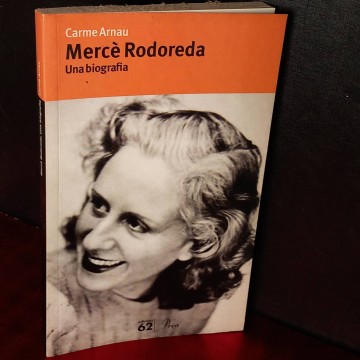 Carme Arnau
Mercè Rodoreda
Una biografia
62